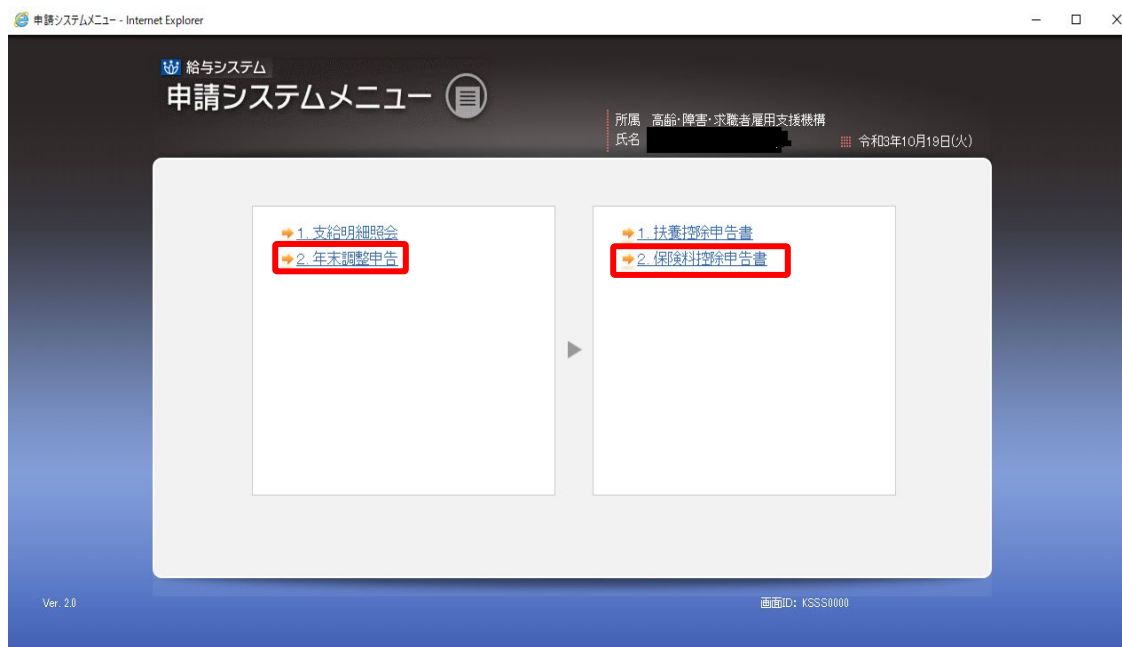 申請システムメニュー - Internet Explorer
給与システム
申請システムメニュー
所属 高齢・障害・求職者雇用支援機構
氏名
令和3年10月19日(火)
1. 支給明細照会
2. 年末調整申告
1. 扶養控除申告書
2. 保険料控除申告書
Ver. 2.0
画面ID: KSSS0000